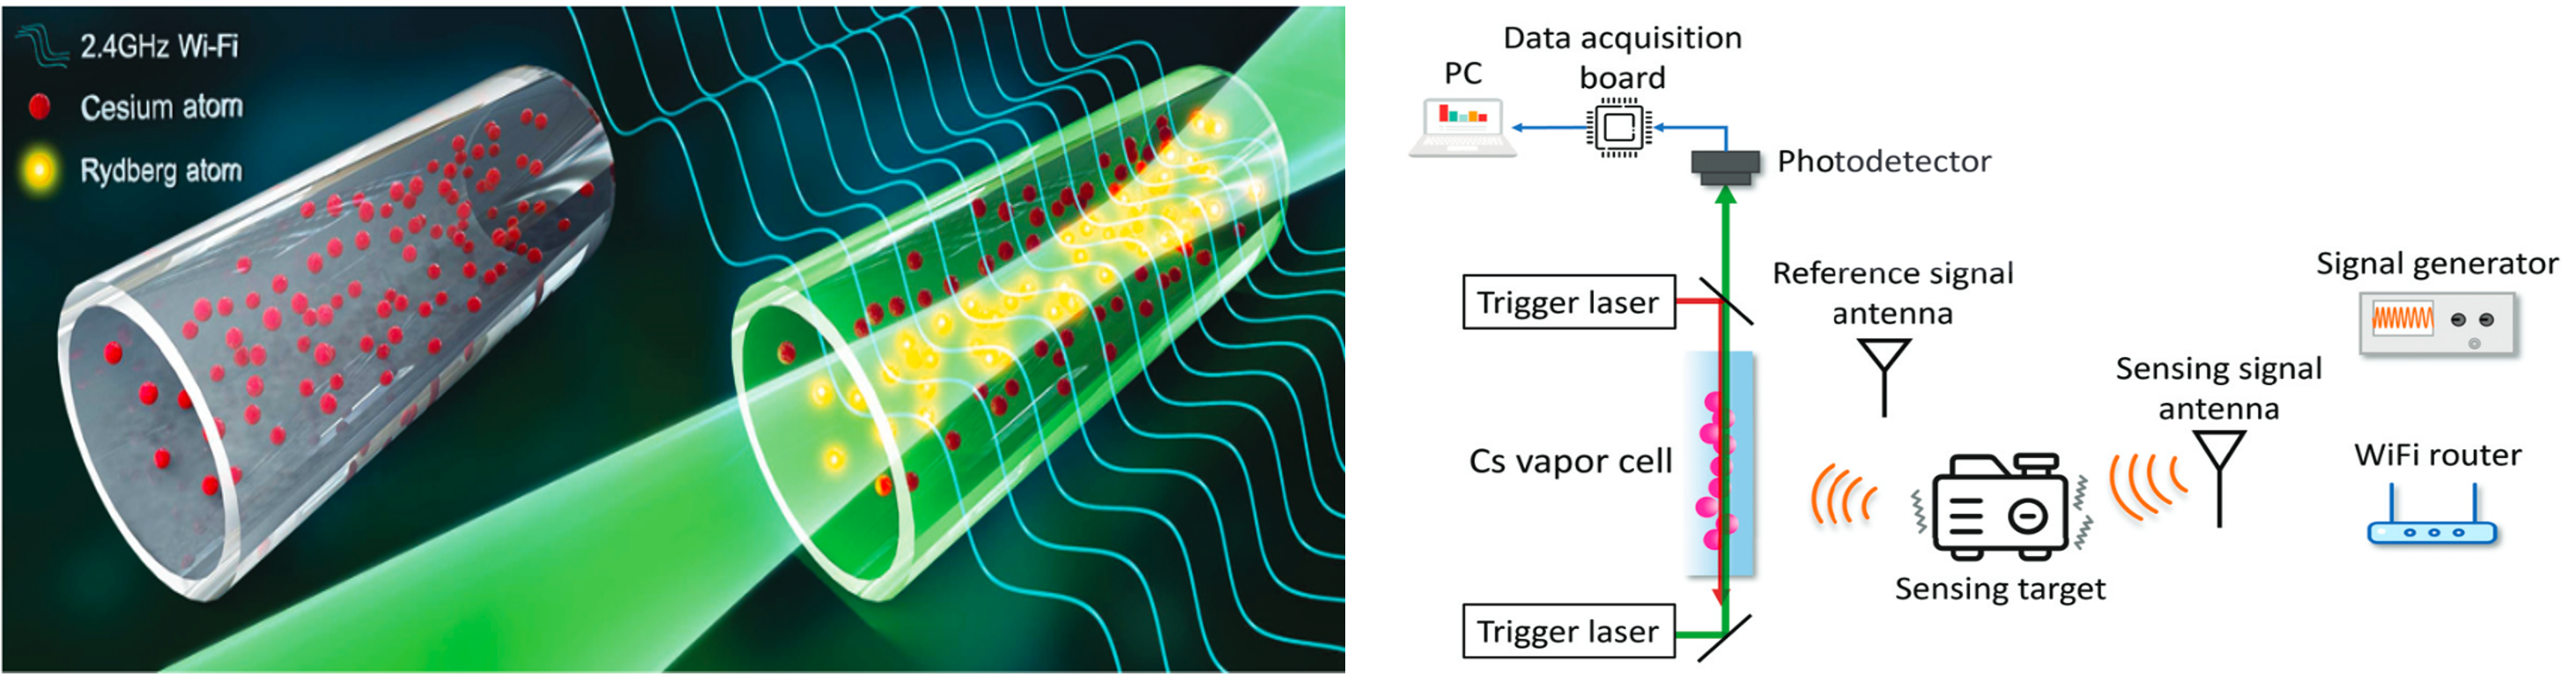 2.4GHz Wi-Fi
Cesium atom
Rydberg atom
Data acquisition
board
PC
Photodetector
Trigger laser
Reference signal
antenna
Signal generator
Sensing signal
antenna
Cs vapor cell
WiFi router
Sensing target
Trigger laser